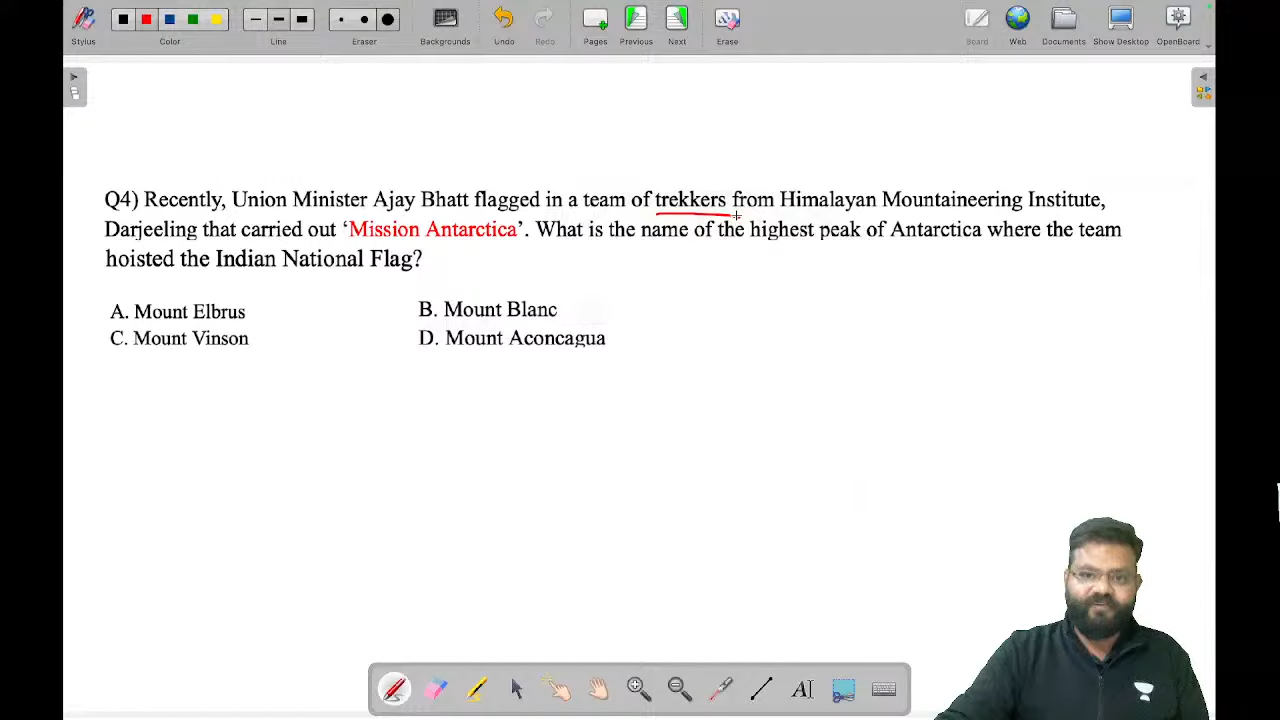 Stylus Color Line Eraser Backgrounds Undo Redo Pages Previous Next Erase Board Web Documents Show Desktop OpenBoard
Q4) Recently, Union Minister Ajay Bhatt flagged in a team of trekkers from Himalayan Mountaineering Institute,
Darjeeling that carried out ‘Mission Antarctica’. What is the name of the highest peak of Antarctica where the team
hoisted the Indian National Flag?
A. Mount Elbrus B. Mount Blanc
C. Mount Vinson D. Mount Aconcagua